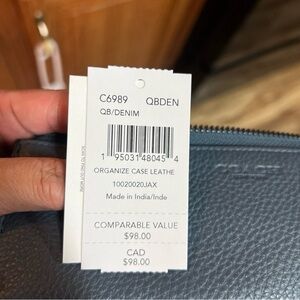 C6989 QBDEN
QB/DENIM
1 95031 48045 4
ORGANIZE CASE LEATHE
10020020JAX
Made in India/Inde
COMPARABLE VALUE
$98.00
CAD
$98.00